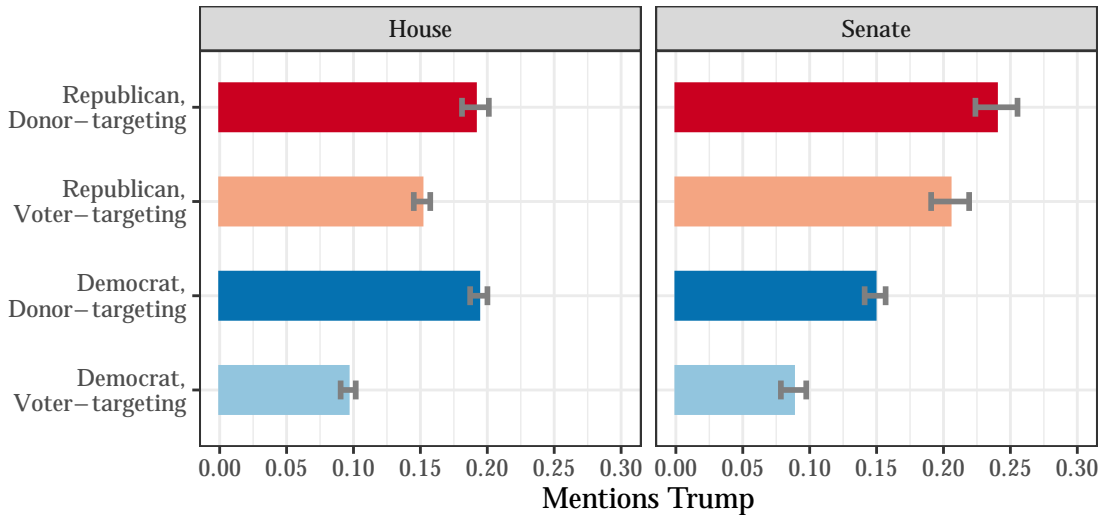 House
Senate
Republican,
Donor−targeting
Republican,
Voter−targeting
Democrat,
Donor−targeting
Democrat,
Voter−targeting
0.00 0.05 0.10 0.15 0.20 0.25 0.30
0.00 0.05 0.10 0.15 0.20 0.25 0.30
Mentions Trump